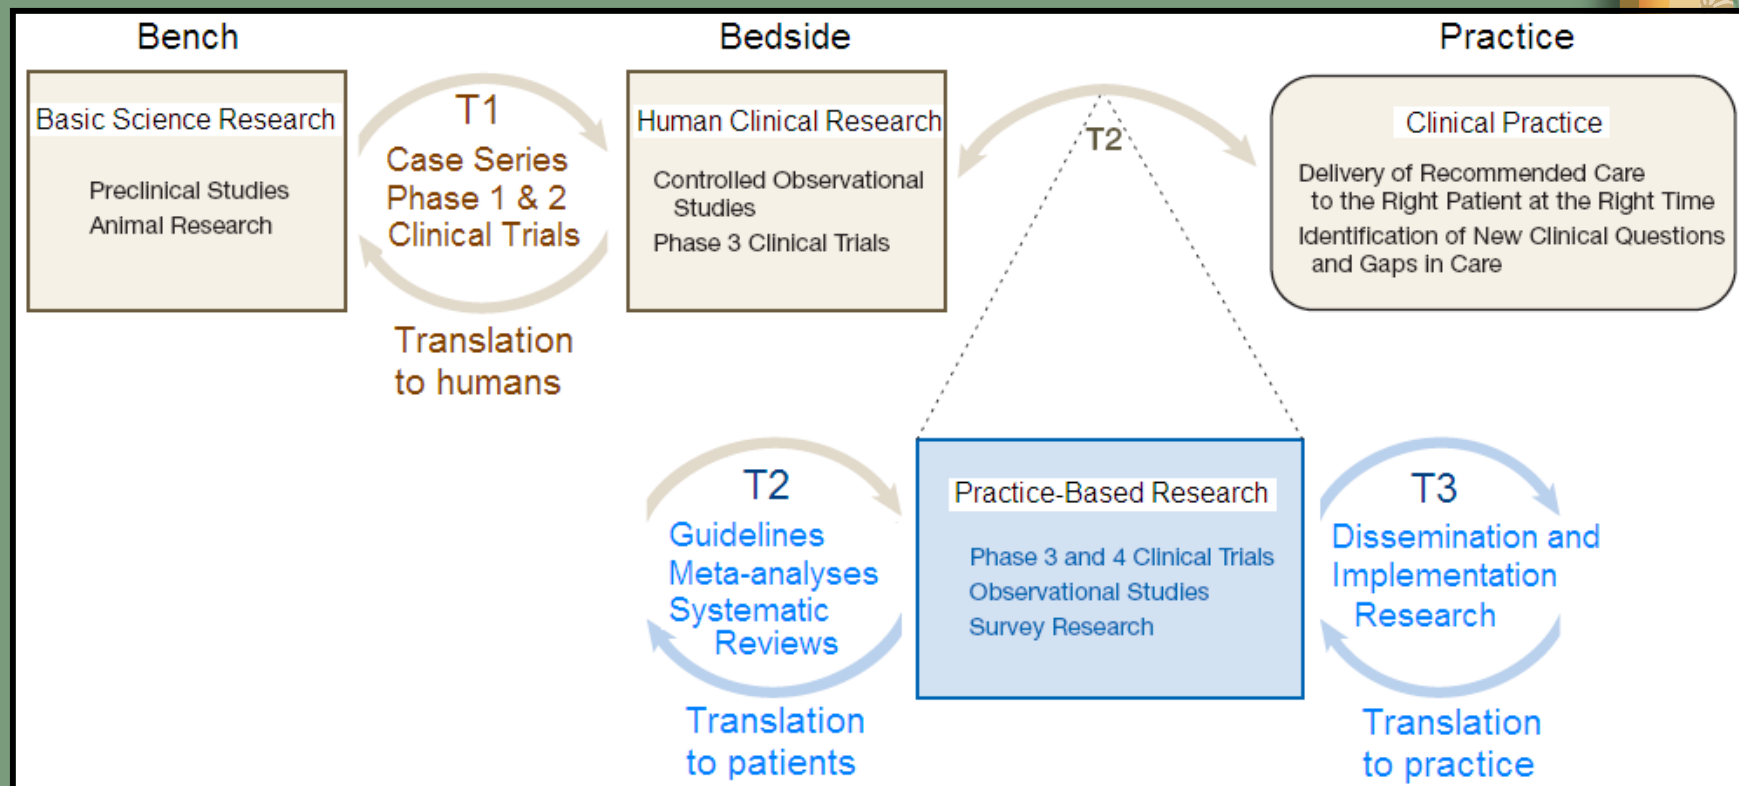 Bench
Bedside
Practice
Basic Science Research
Preclinical Studies
Animal Research
T1
Case Series
Phase 1 & 2
Clinical Trials
Translation
to humans
Human Clinical Research
Controlled Observational
Studies
Phase 3 Clinical Trials
T2
Clinical Practice
Delivery of Recommended Care
to the Right Patient at the Right Time
Identification of New Clinical Questions
and Gaps in Care
T2
Guidelines
Meta-analyses
Systematic
Reviews
Translation
to patients
Practice-Based Research
Phase 3 and 4 Clinical Trials
Observational Studies
Survey Research
T3
Dissemination and
Implementation
Research
Translation
to practice